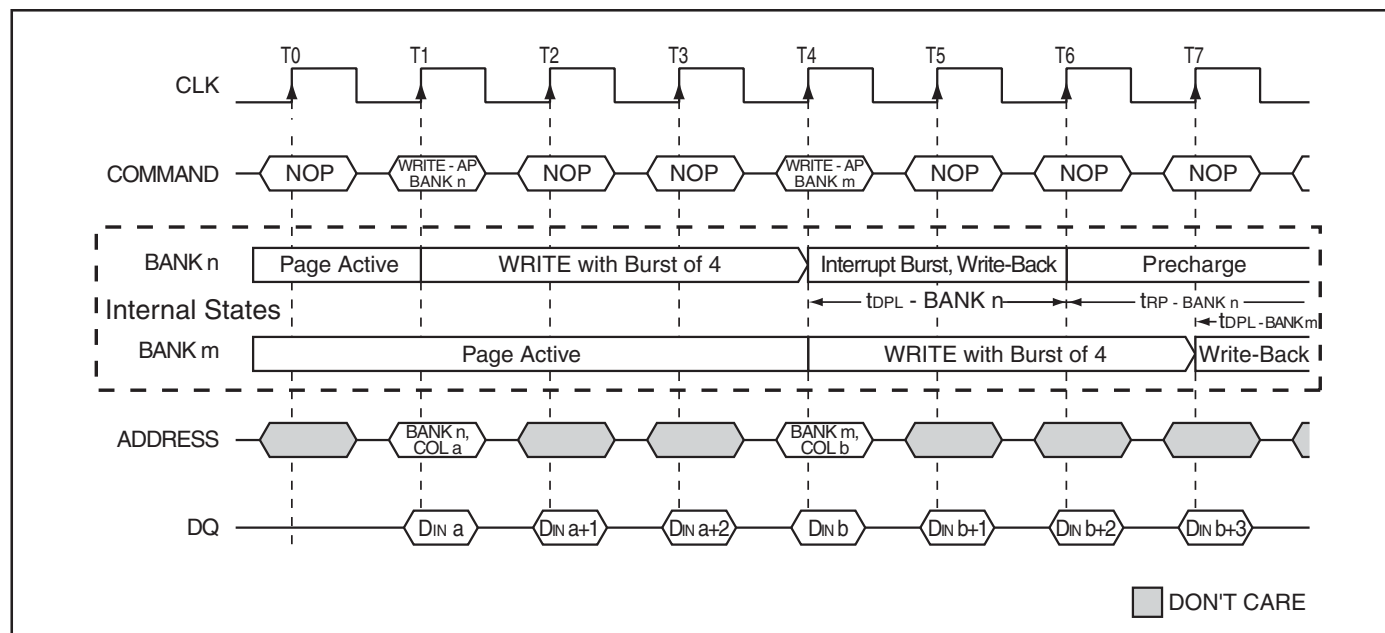 T0 T1 T2 T3 T4 T5 T6 T7
CLK
COMMAND NOP WRITE - AP BANK n NOP NOP WRITE - AP BANK m NOP NOP NOP
BANK n Page Active WRITE with Burst of 4 Interrupt Burst, Write-Back Precharge
tDPL - BANK n tRP - BANK n
Internal States
tDPL - BANK m
BANK m Page Active WRITE with Burst of 4 Write-Back
ADDRESS BANK n, COL a BANK m, COL b
DQ DIN a DIN a+1 DIN a+2 DIN b DIN b+1 DIN b+2 DIN b+3
DON'T CARE